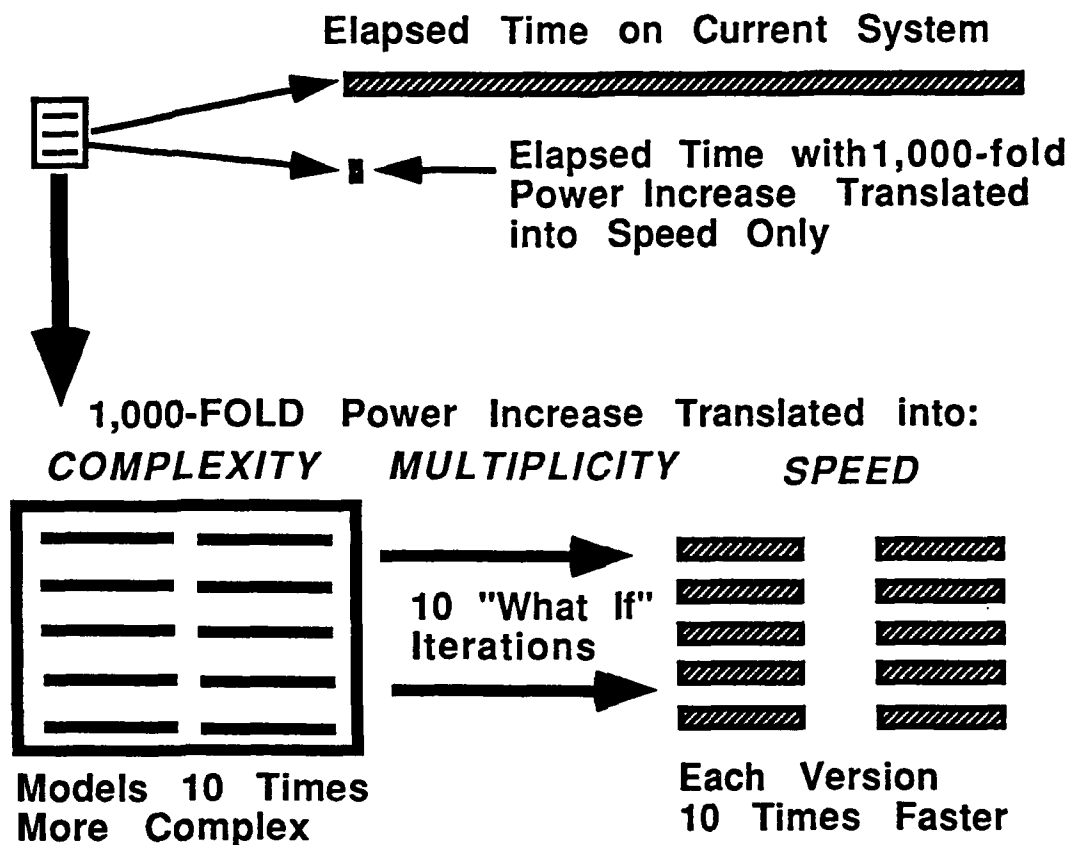 Elapsed Time on Current System
Elapsed Time with 1,000-fold
Power Increase Translated
into Speed Only
1,000-FOLD Power Increase Translated into:
COMPLEXITY MULTIPLICITY SPEED
10 "What If"
Iterations
Models 10 Times
More Complex
Each Version
10 Times Faster